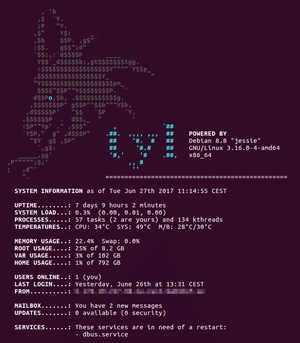 POWERED BY
Debian 8.8 "jessie"
GNU/Linux 3.16.0-4-amd64
x86_64
SYSTEM INFORMATION as of Tue Jun 27th 2017 11:14:55 CEST
UPTIME.......: 7 days 9 hours 2 minutes
SYSTEM LOAD..: 0.3% (0.00, 0.01, 0.00)
PROCESSES....: 57 tasks (2 are yours) and 134 kthreads
TEMPERATURES.: CPU: 34°C SYS: 49°C M/B: 28°C/30°C
MEMORY USAGE.: 22.4% Swap: 0.0%
ROOT USAGE...: 25% of 8.2 GB
VAR USAGE....: 3% of 102 GB
HOME USAGE...: 1% of 792 GB
USERS ONLINE.: 1 (you)
LAST LOGIN...: Yesterday, June 26th at 13:31 CEST
FROM.........:
MAILBOX......: You have 2 new messages
UPDATES......: 0 available (0 security)
SERVICES.....: These services are in need of a restart:
- dbus.service